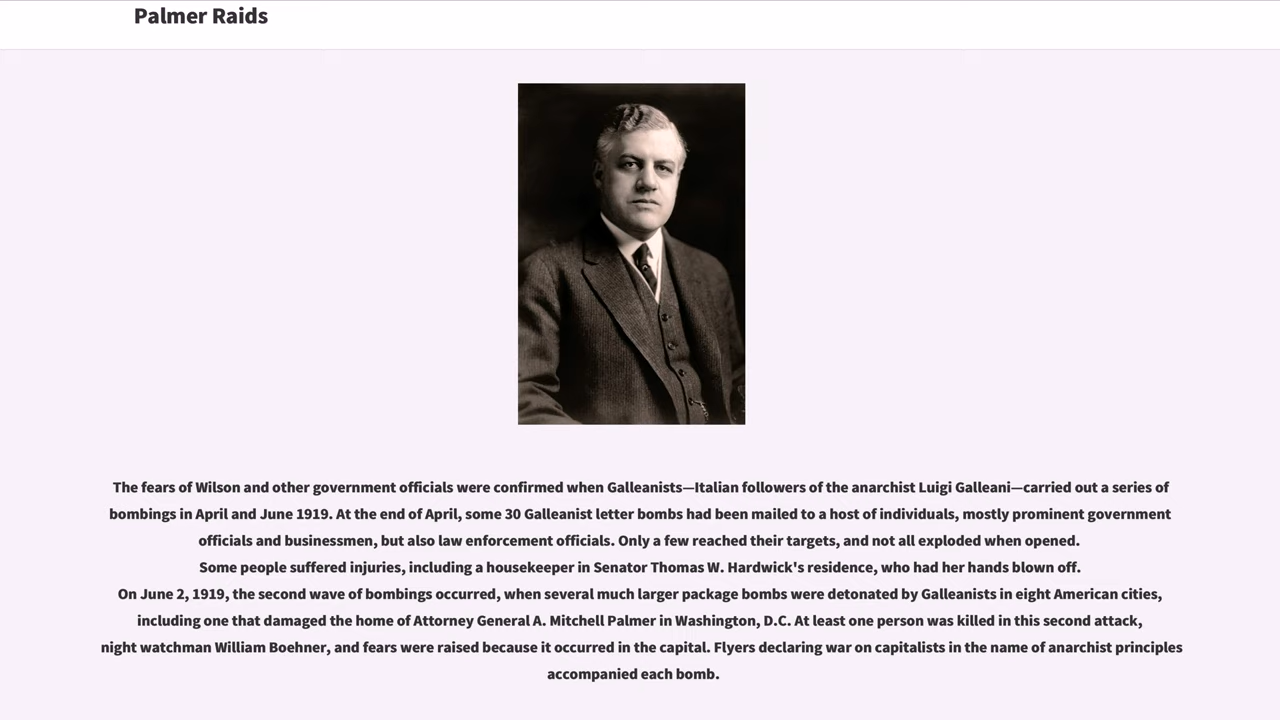 Palmer Raids
The fears of Wilson and other government officials were confirmed when Galleanists—Italian followers of the anarchist Luigi Galleani—carried out a series of
bombings in April and June 1919. At the end of April, some 30 Galleanist letter bombs had been mailed to a host of individuals, mostly prominent government
officials and businessmen, but also law enforcement officials. Only a few reached their targets, and not all exploded when opened.
Some people suffered injuries, including a housekeeper in Senator Thomas W. Hardwick's residence, who had her hands blown off.
On June 2, 1919, the second wave of bombings occurred, when several much larger package bombs were detonated by Galleanists in eight American cities,
including one that damaged the home of Attorney General A. Mitchell Palmer in Washington, D.C. At least one person was killed in this second attack,
night watchman William Boehner, and fears were raised because it occurred in the capital. Flyers declaring war on capitalists in the name of anarchist principles
accompanied each bomb.